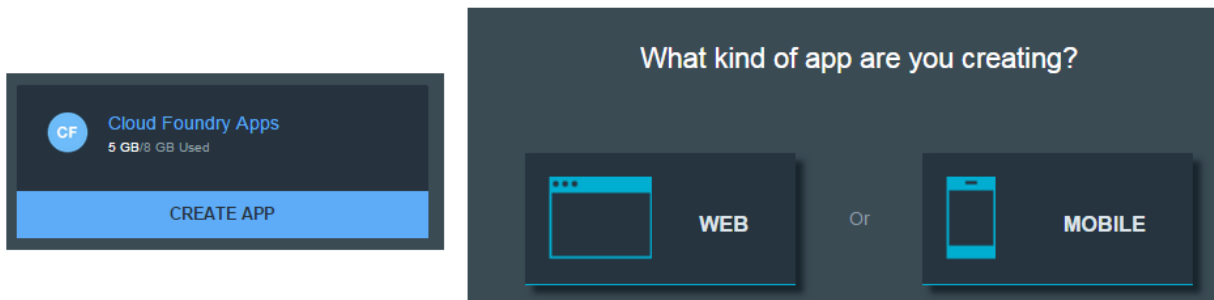 CF
Cloud Foundry Apps
5 GB/8 GB Used
CREATE APP
What kind of app are you creating?
WEB
Or
MOBILE